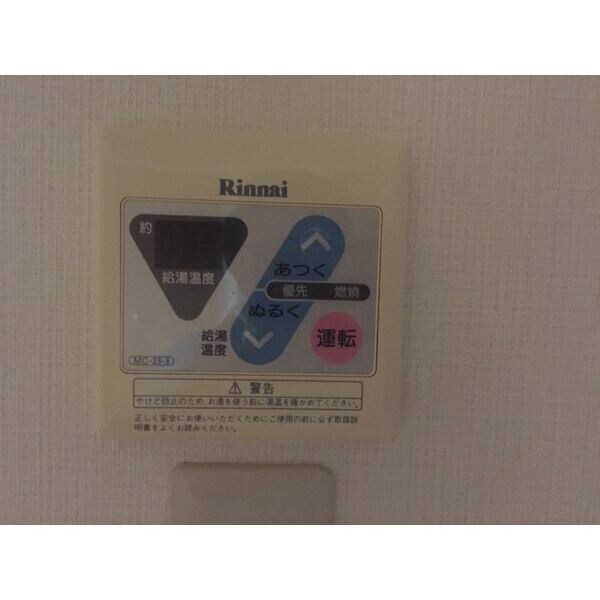 Rinnai
約
給湯温度
あつく
優先 燃焼
ぬるく
給湯
温度
運転
MC-33-3
⚠ 警告
やけど防止のため、お湯を使う前に湯温を確かめてください。
正しく安全にお使いいただくためにご使用の前に必ず取扱説
明書をよくお読みください。